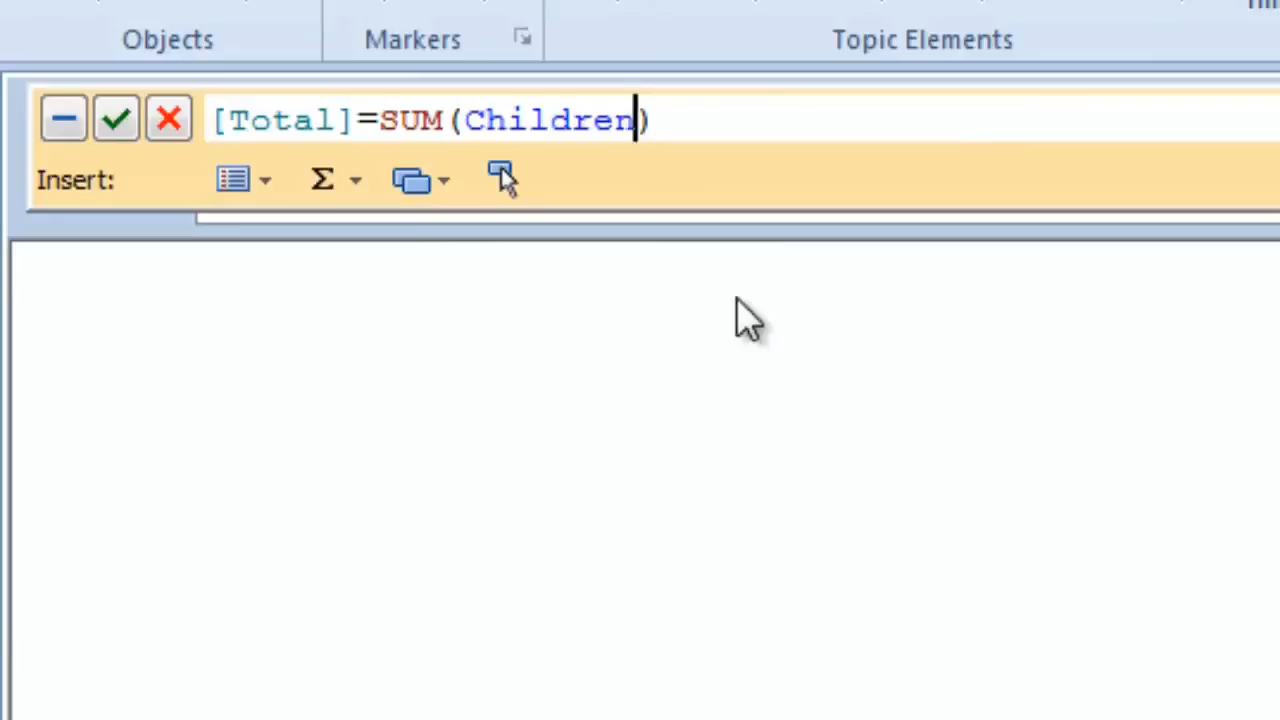 Objects Markers Topic Elements
[Total]=SUM(Children)
Insert: Σ